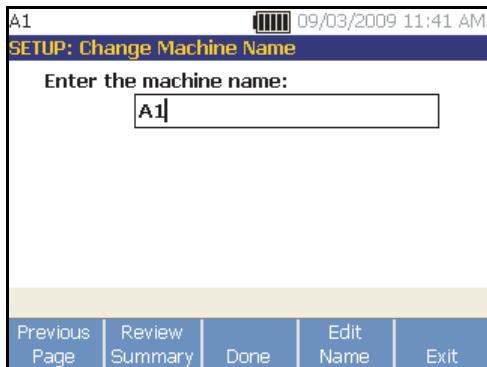 A1 09/03/2009 11:41 AM
SETUP: Change Machine Name
Enter the machine name:
A1
Previous Page Review Summary Done Edit Name Exit